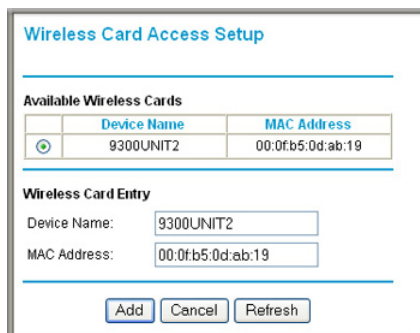 Wireless Card Access Setup
Available Wireless Cards
Device Name MAC Address
9300UNIT2 00:0f:b5:0d:ab:19
Wireless Card Entry
Device Name: 9300UNIT2
MAC Address: 00:0f:b5:0d:ab:19
Add Cancel Refresh